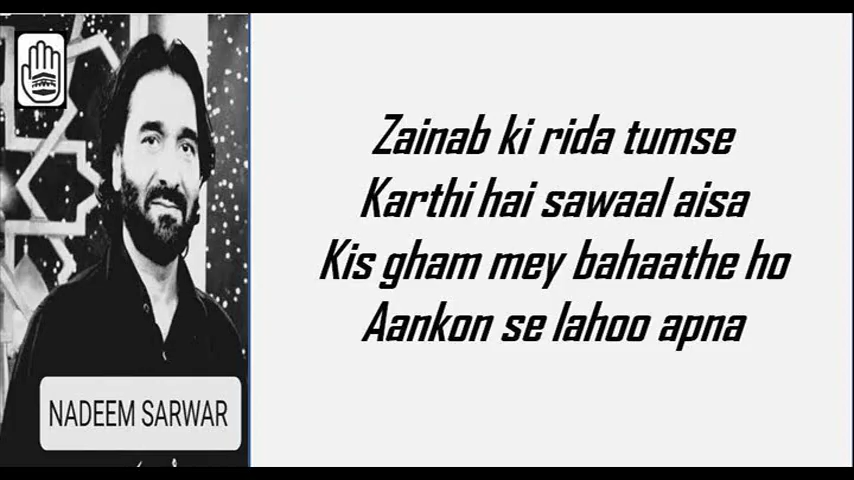 Zainab ki rida tumse
Karthi hai sawaal aisa
Kis gham mey bahaathe ho
Aankon se lahoo apna
NADEEM SARWAR